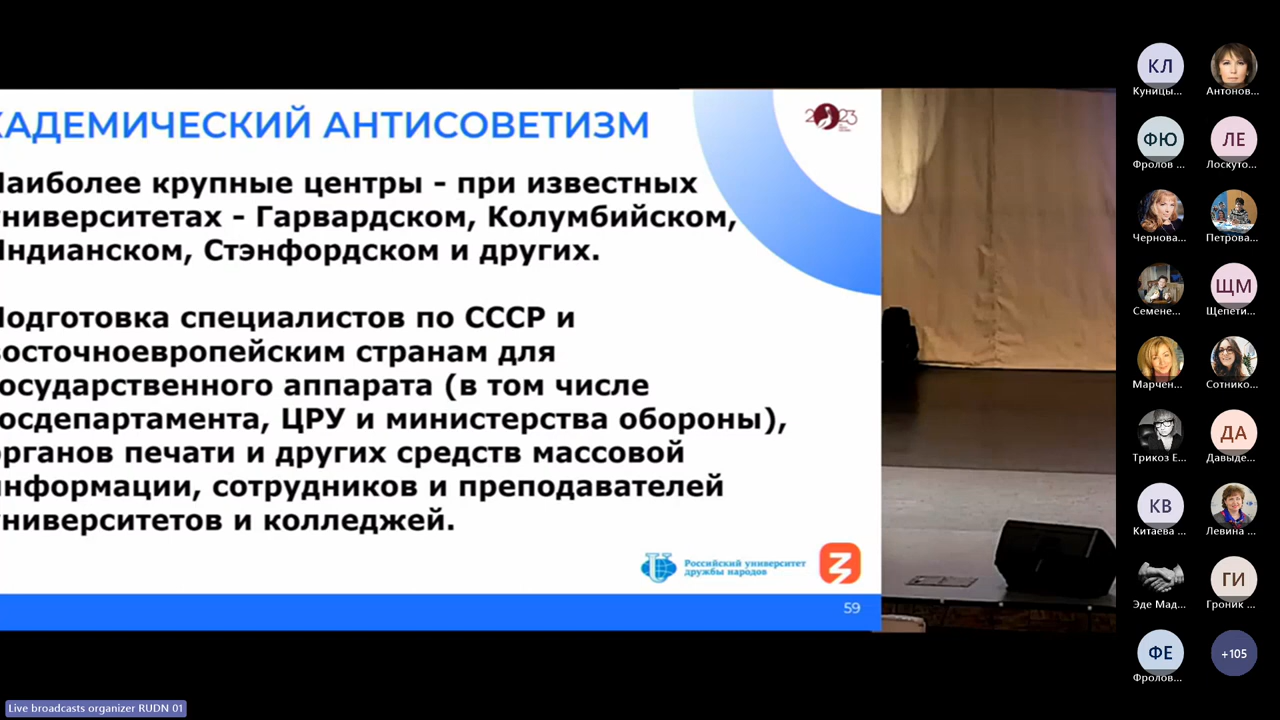 КАДЕМИЧЕСКИЙ АНТИСОВЕТИЗМ
2023
аиболее крупные центры - при известных
ниверситетах - Гарвардском, Колумбийском,
ндианском, Стэнфордском и других.
одготовка специалистов по СССР и
осточноевропейским странам для
осударственного аппарата (в том числе
осдепартамента, ЦРУ и министерства обороны),
рганов печати и других средств массовой
нформации, сотрудников и преподавателей
ниверситетов и колледжей.
Российский университет
дружбы народов
59
КЛ
Куницы...
Антонов...
ФЮ
Фролов ...
ЛЕ
Лоскуто...
Чернова...
Петрова...
Семене...
ЩМ
Щепети...
Марчен...
Сотнико...
Трикоз Е...
ДА
Давыде...
КВ
Китаева ...
Левина ...
Эде Мад...
ГИ
Гроник ...
ФЕ
Фролов...
+105
Live broadcasts organizer RUDN 01